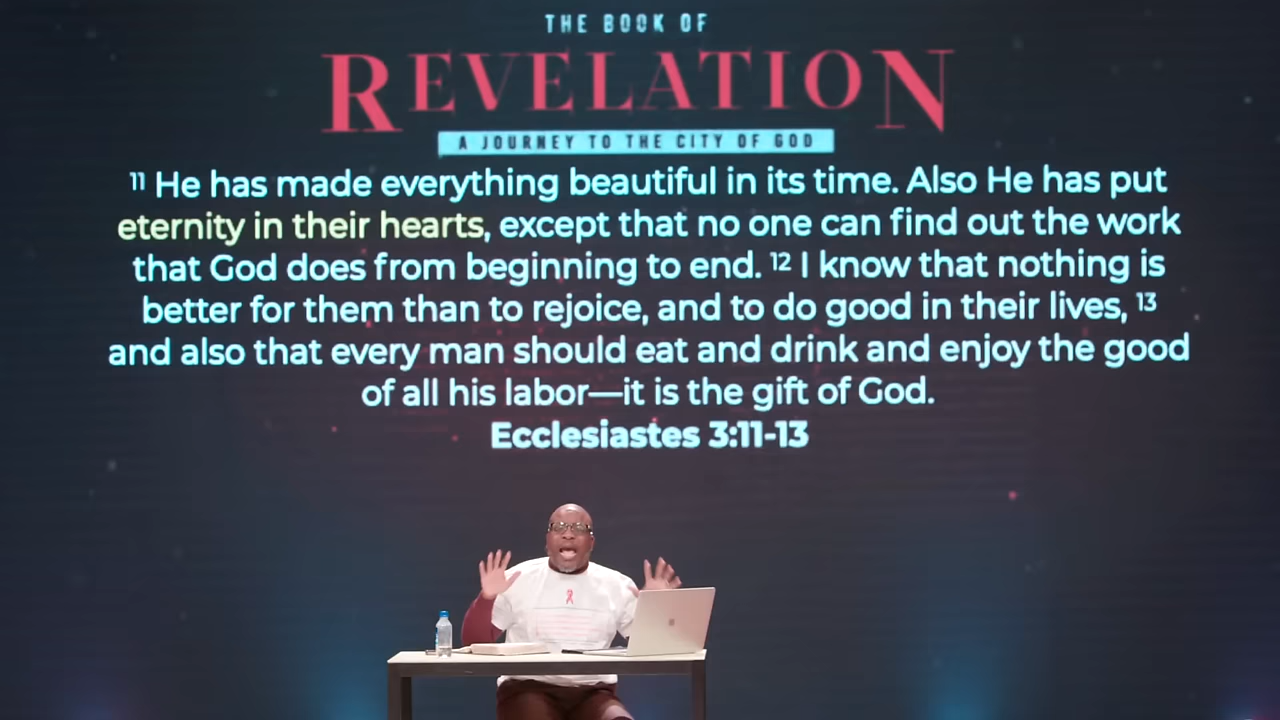 THE BOOK OF
REVELATION
A JOURNEY TO THE CITY OF GOD
¹¹ He has made everything beautiful in its time. Also He has put
eternity in their hearts, except that no one can find out the work
that God does from beginning to end. ¹² I know that nothing is
better for them than to rejoice, and to do good in their lives, ¹³
and also that every man should eat and drink and enjoy the good
of all his labor—it is the gift of God.
Ecclesiastes 3:11-13